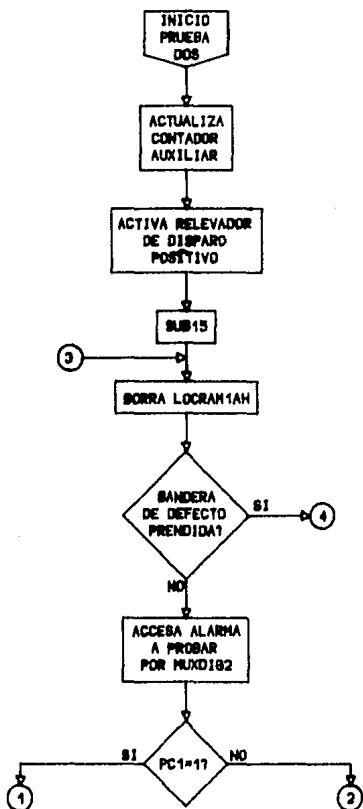 INICIO
PRUEBA
DOS
ACTUALIZA
CONTADOR
AUXILIAR
ACTIVA RELEVADOR
DE DISPARO
POSITIVO
SUB15
3
BORRA LOCRAM1AH
BANDERA
DE DEFECTO
PRENDIDA?
SI
4
NO
ACCESA ALARMA
A PROBAR
POR MUXDIG2
SI
PC1=1?
NO
1
2